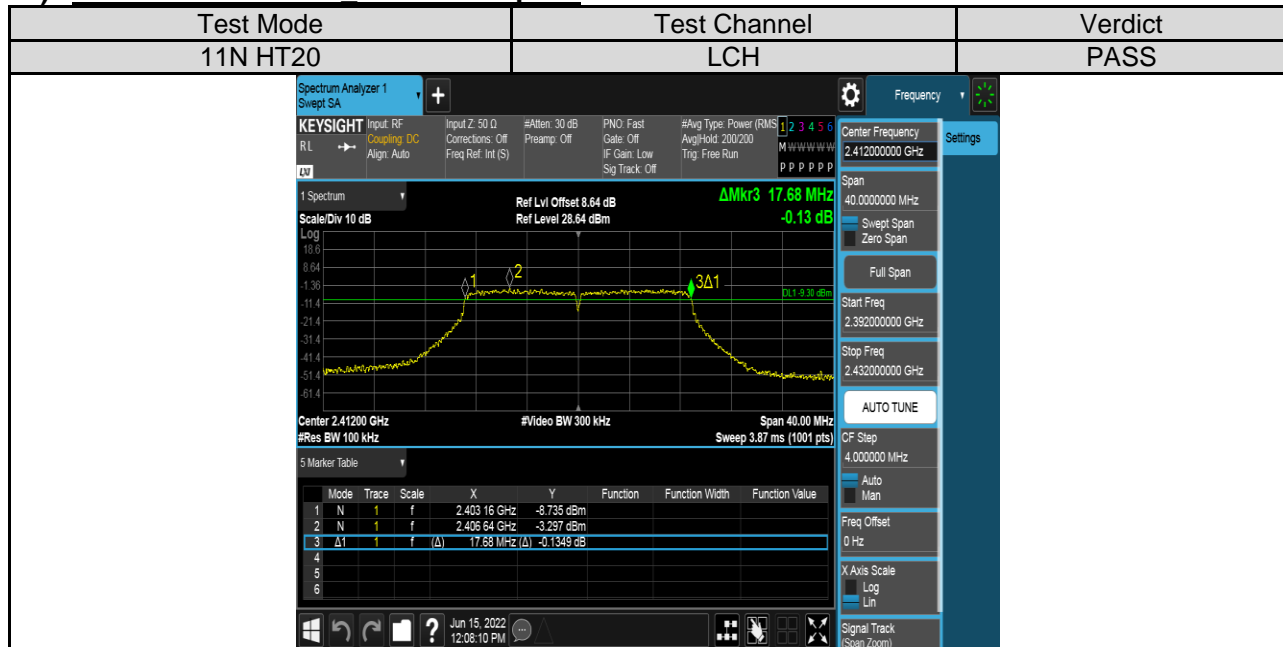 Test Mode Test Channel Verdict
11N HT20 LCH PASS
Spectrum Analyzer 1
Swept SA
Frequency
KEYSIGHT Input: RF Input Z: 50 Ω #Atten: 30 dB PNO: Fast #Avg Type: Power (RMS 1 2 3 4 5 6
RL Coupling: DC Corrections: Off Preamp: Off Gate: Off Avg|Hold: 200/200 M W W W W W
Align: Auto Freq Ref: Int (S) IF Gain: Low Trig: Free Run
LXI Sig Track: Off P P P P P P
1 Spectrum
Ref Lvl Offset 8.64 dB ΔMkr3 17.68 MHz
Scale/Div 10 dB Ref Level 28.64 dBm -0.13 dB
Log
18.6
8.64
-1.36
-11.4
-21.4
-31.4
-41.4
-51.4
-61.4
1
2
3Δ1
DL1 -9.30 dBm
Center 2.41200 GHz #Video BW 300 kHz Span 40.00 MHz
#Res BW 100 kHz Sweep 3.87 ms (1001 pts)
5 Marker Table
Mode Trace Scale X Y Function Function Width Function Value
1 N 1 f 2.403 16 GHz -8.735 dBm
2 N 1 f 2.406 64 GHz -3.297 dBm
3 Δ1 1 f (Δ) 17.68 MHz (Δ) -0.1349 dB
4
5
6
Jun 15, 2022
12:08:10 PM
Center Frequency
2.412000000 GHz
Settings
Span
40.0000000 MHz
Swept Span
Zero Span
Full Span
Start Freq
2.392000000 GHz
Stop Freq
2.432000000 GHz
AUTO TUNE
CF Step
4.000000 MHz
Auto
Man
Freq Offset
0 Hz
X Axis Scale
Log
Lin
Signal Track
(Span Zoom)